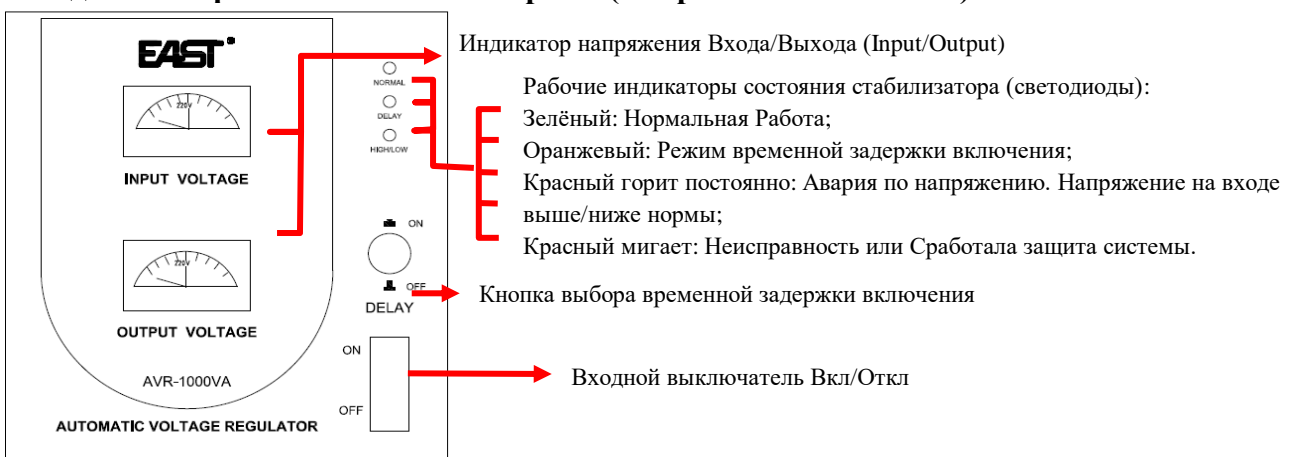 EAST
220V
INPUT VOLTAGE
220V
OUTPUT VOLTAGE
AVR-1000VA
AUTOMATIC VOLTAGE REGULATOR
NORMAL
DELAY
HIGH/LOW
ON
OFF
DELAY
ON
OFF
Индикатор напряжения Входа/Выхода (Input/Output)
Рабочие индикаторы состояния стабилизатора (светодиоды):
Зелёный: Нормальная Работа;
Оранжевый: Режим временной задержки включения;
Красный горит постоянно: Авария по напряжению. Напряжение на входе
выше/ниже нормы;
Красный мигает: Неисправность или Сработала защита системы.
Кнопка выбора временной задержки включения
Входной выключатель Вкл/Откл